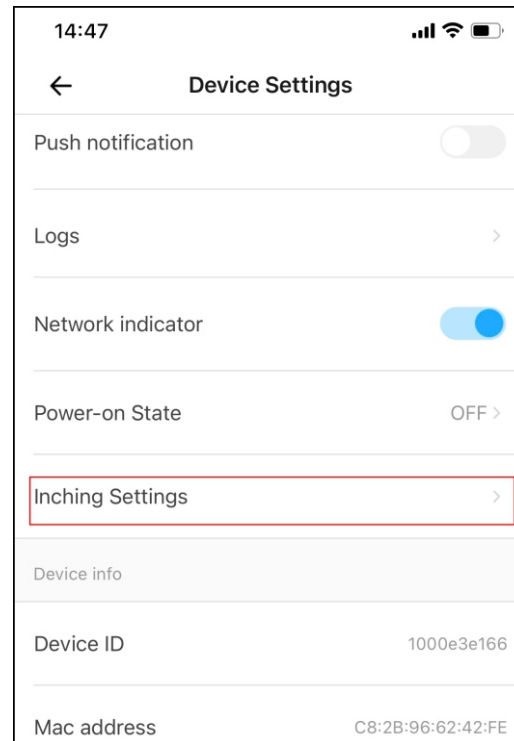 14:47
Device Settings
Push notification
Logs
Network indicator
Power-on State OFF
Inching Settings
Device info
Device ID 1000e3e166
Mac address C8:2B:96:62:42:FE